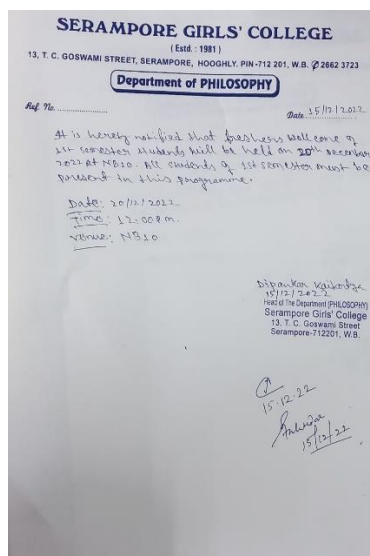 SERAMPORE GIRLS' COLLEGE
( Estd. : 1981 )
13, T. C. GOSWAMI STREET, SERAMPORE, HOOGHLY. PIN -712 201, W.B. ✆ 2662 3723
Department of PHILOSOPHY
Ref. No.
Date 15/12/2022
It is hereby notified that freshers welcome of
1st semester students will be held on 20th December
2022 at NB10. All students of 1st semester must be
present in this programme.
Date: 20/12/2022
Time: 12:00 P.m.
Venue: NB10
Dipankar
15/12/2022
Head of The Department (PHILOSOPHY)
Serampore Girls' College
13, T. C. Goswami Street
Serampore-712201, W.B.
15.12.22
15/12/22